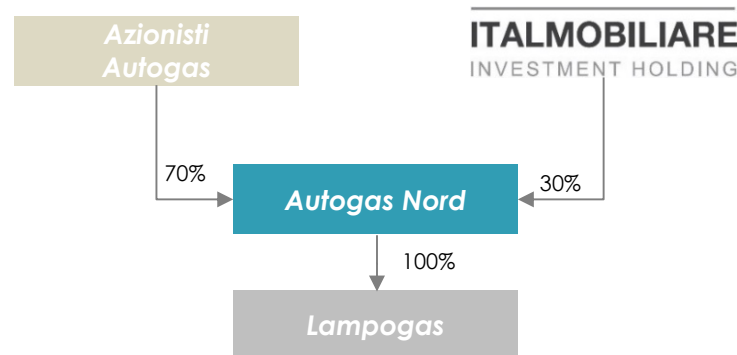 Azionisti
Autogas
ITALMOBILIARE
INVESTMENT HOLDING
70%
30%
Autogas Nord
100%
Lampogas